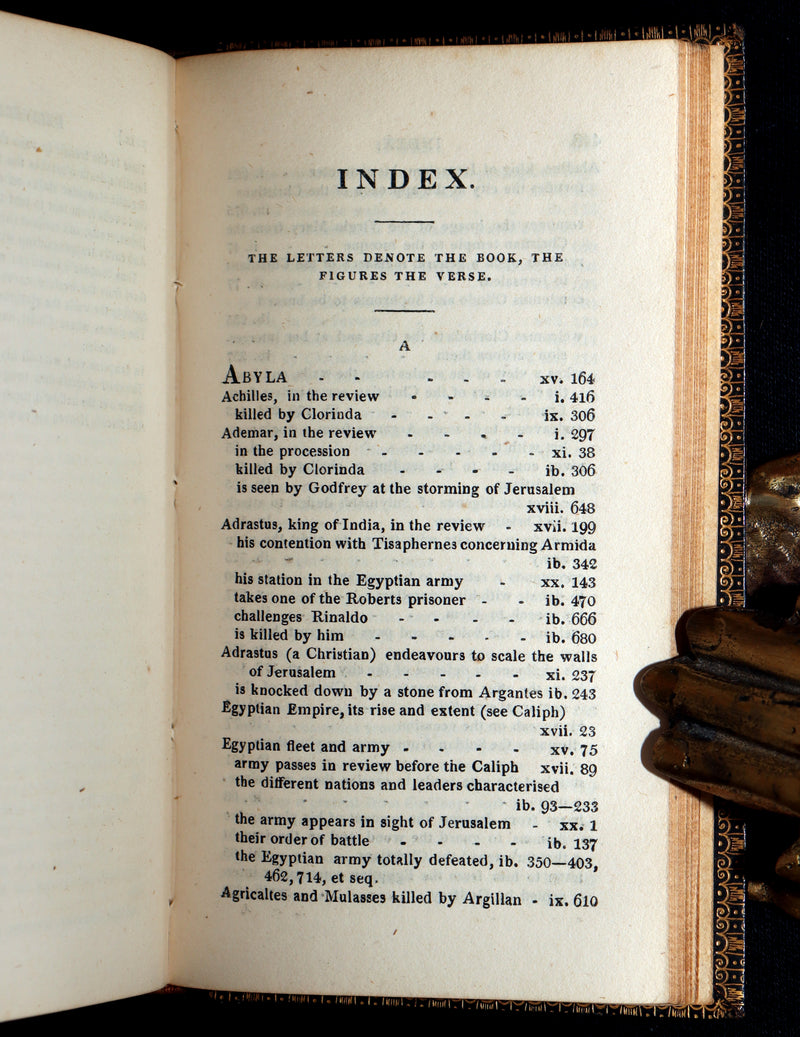 INDEX.
THE LETTERS DENOTE THE BOOK, THE
FIGURES THE VERSE.
A
ABYLA - - - - - xv. 164
Achilles, in the review - - - - i. 416
killed by Clorinda - - - - ix. 306
Ademar, in the review - - - - i. 297
in the procession - - - - - xi. 38
killed by Clorinda - - - - ib. 306
is seen by Godfrey at the storming of Jerusalem
xviii. 648
Adrastus, king of India, in the review - xvii. 199
his contention with Tisaphernes concerning Armida
ib. 342
his station in the Egyptian army - xx. 143
takes one of the Roberts prisoner - - ib. 470
challenges Rinaldo - - - - ib. 666
is killed by him - - - - - ib. 680
Adrastus (a Christian) endeavours to scale the walls
of Jerusalem - - - - - xi. 237
is knocked down by a stone from Argantes ib. 243
Egyptian Empire, its rise and extent (see Caliph)
xvii. 23
Egyptian fleet and army - - - - xv. 75
army passes in review before the Caliph xvii. 89
the different nations and leaders characterised
ib. 93—233
the army appears in sight of Jerusalem - xx. 1
their order of battle - - - - ib. 137
the Egyptian army totally defeated, ib. 350—403,
462, 714, et seq.
Agricaltes and Mulasses killed by Argillan - ix. 610